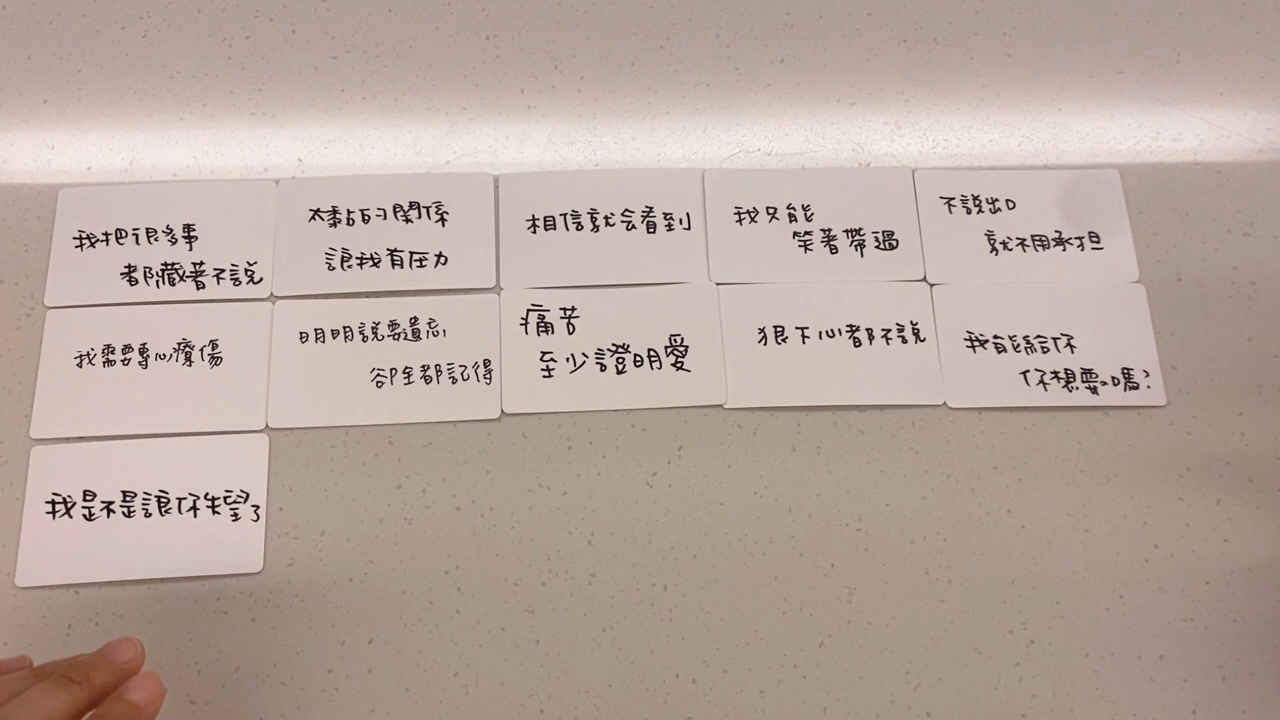 我把很多事
都藏著不說
太黏的關係
讓我有压力
相信就会看到
我只能
笑著帶過
不說出口
就不用承担
我需要專心療傷
明明說要遺忘
卻全都記得
痛苦
至少證明愛
狠下心都不說
我能給你
你想要的嗎?
我是不是讓你失望了